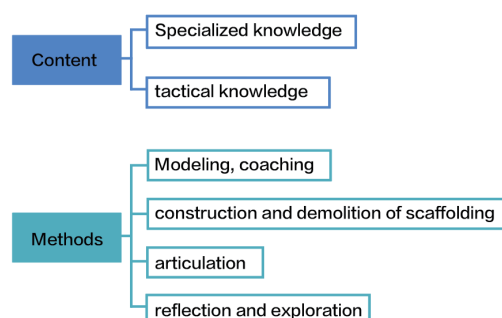 Content
Specialized knowledge
tactical knowledge
Methods
Modeling, coaching
construction and demolition of scaffolding
articulation
reflection and exploration